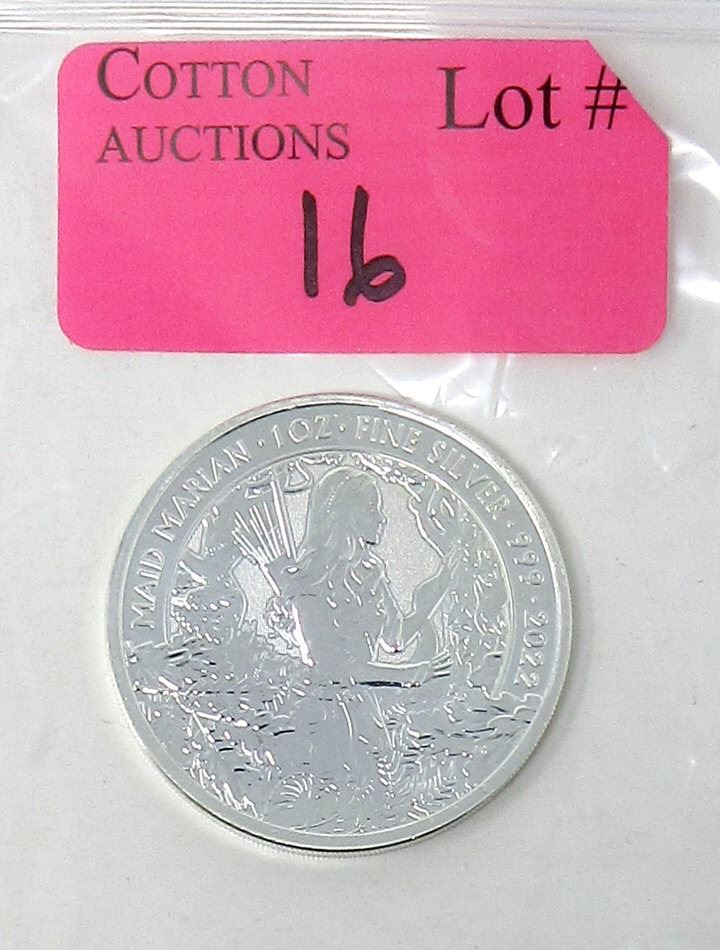 COTTON
AUCTIONS
Lot #
16
MAID MARIAN · 1OZ · FINE SILVER · 999 · 2022